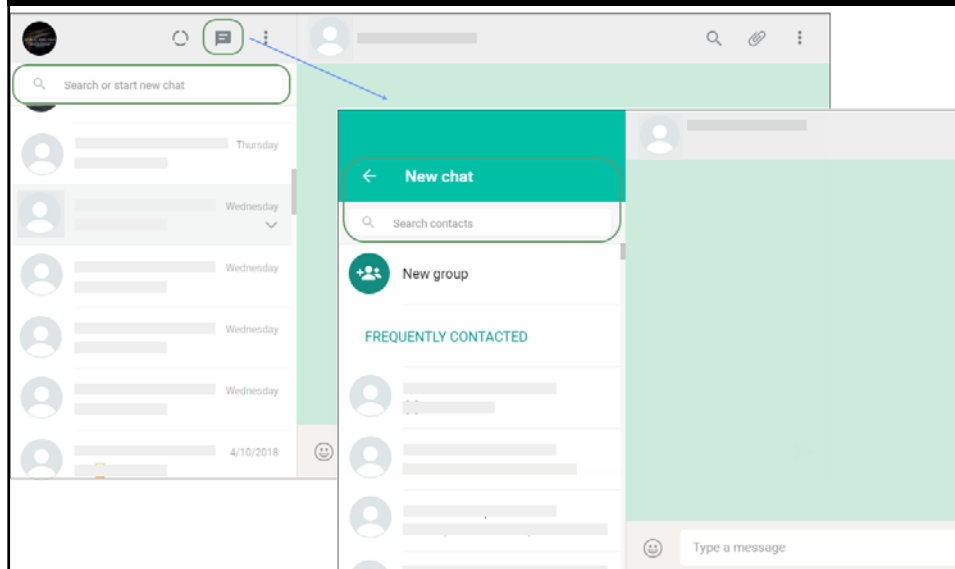 Search or start new chat
Thursday
Wednesday
Wednesday
Wednesday
Wednesday
4/10/2018
New chat
Search contacts
New group
FREQUENTLY CONTACTED
Type a message